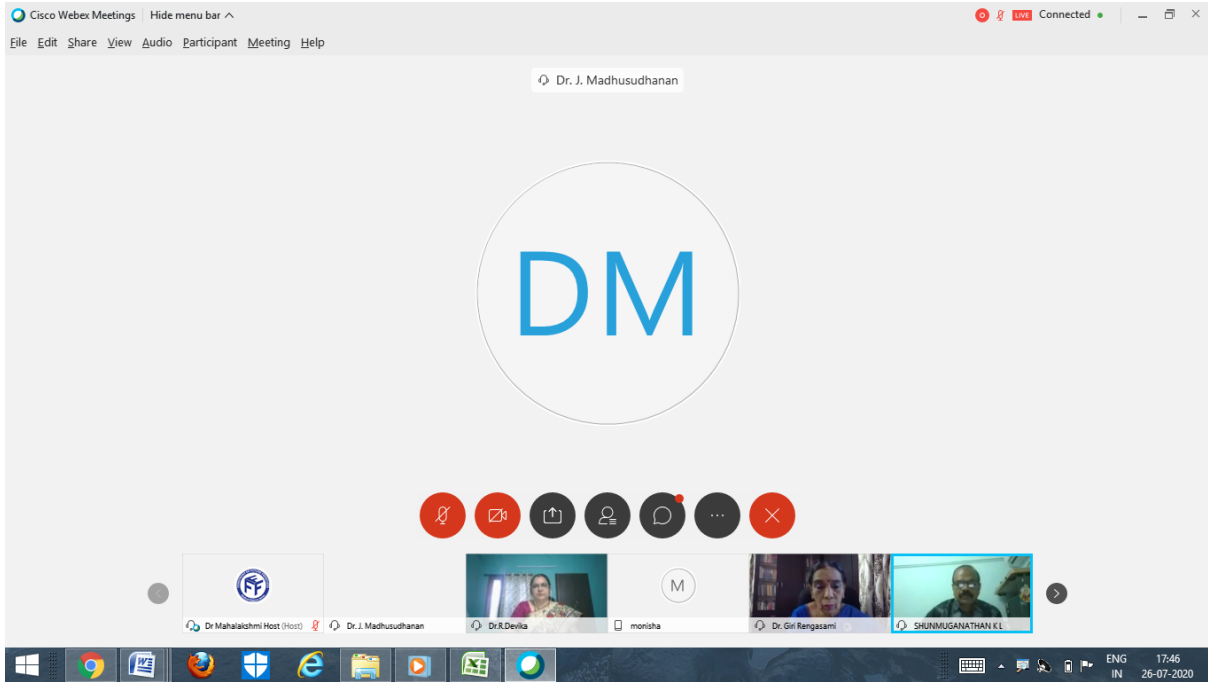 Cisco Webex Meetings Hide menu bar LIVE Connected
File Edit Share View Audio Participant Meeting Help
Dr. J. Madhusudhanan
DM
M
Dr Mahalakshmi Host (Host) Dr. J. Madhusudhanan Dr.R.Devika monisha Dr. Giri Rengasami SHUNMUGANATHAN K L
ENG 17:46
IN 26-07-2020